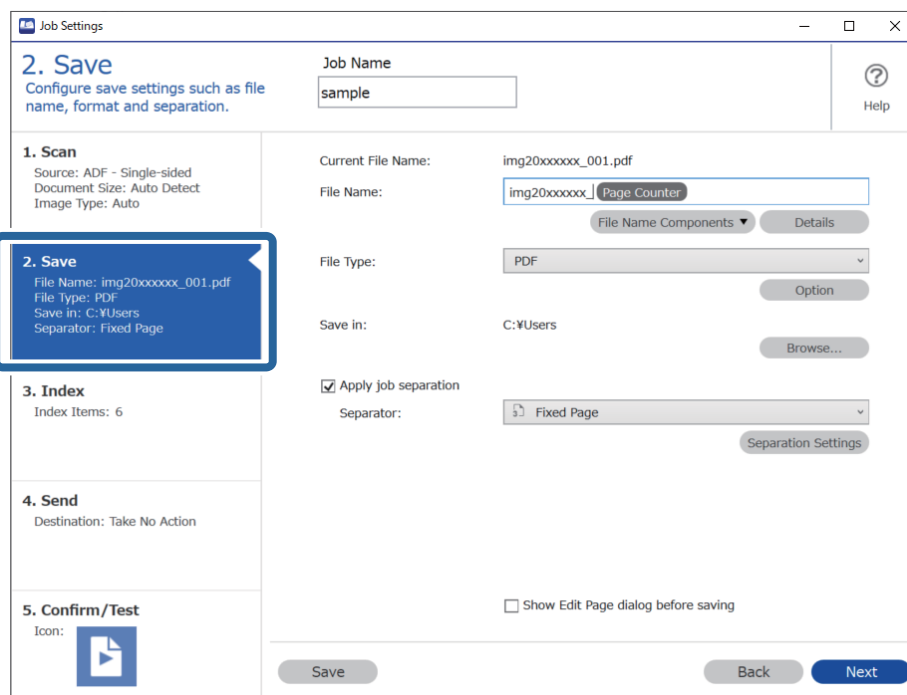 Job Settings
2. Save
Configure save settings such as file
name, format and separation.
Job Name
sample
Help
1. Scan
Source: ADF - Single-sided
Document Size: Auto Detect
Image Type: Auto
2. Save
File Name: img20xxxxxx_001.pdf
File Type: PDF
Save in: C:¥Users
Separator: Fixed Page
3. Index
Index Items: 6
4. Send
Destination: Take No Action
5. Confirm/Test
Icon:
Current File Name: img20xxxxxx_001.pdf
File Name: img20xxxxxx_ Page Counter
File Name Components ▼ Details
File Type: PDF
Option
Save in: C:¥Users
Browse...
Apply job separation
Separator: Fixed Page
Separation Settings
Show Edit Page dialog before saving
Save Back Next